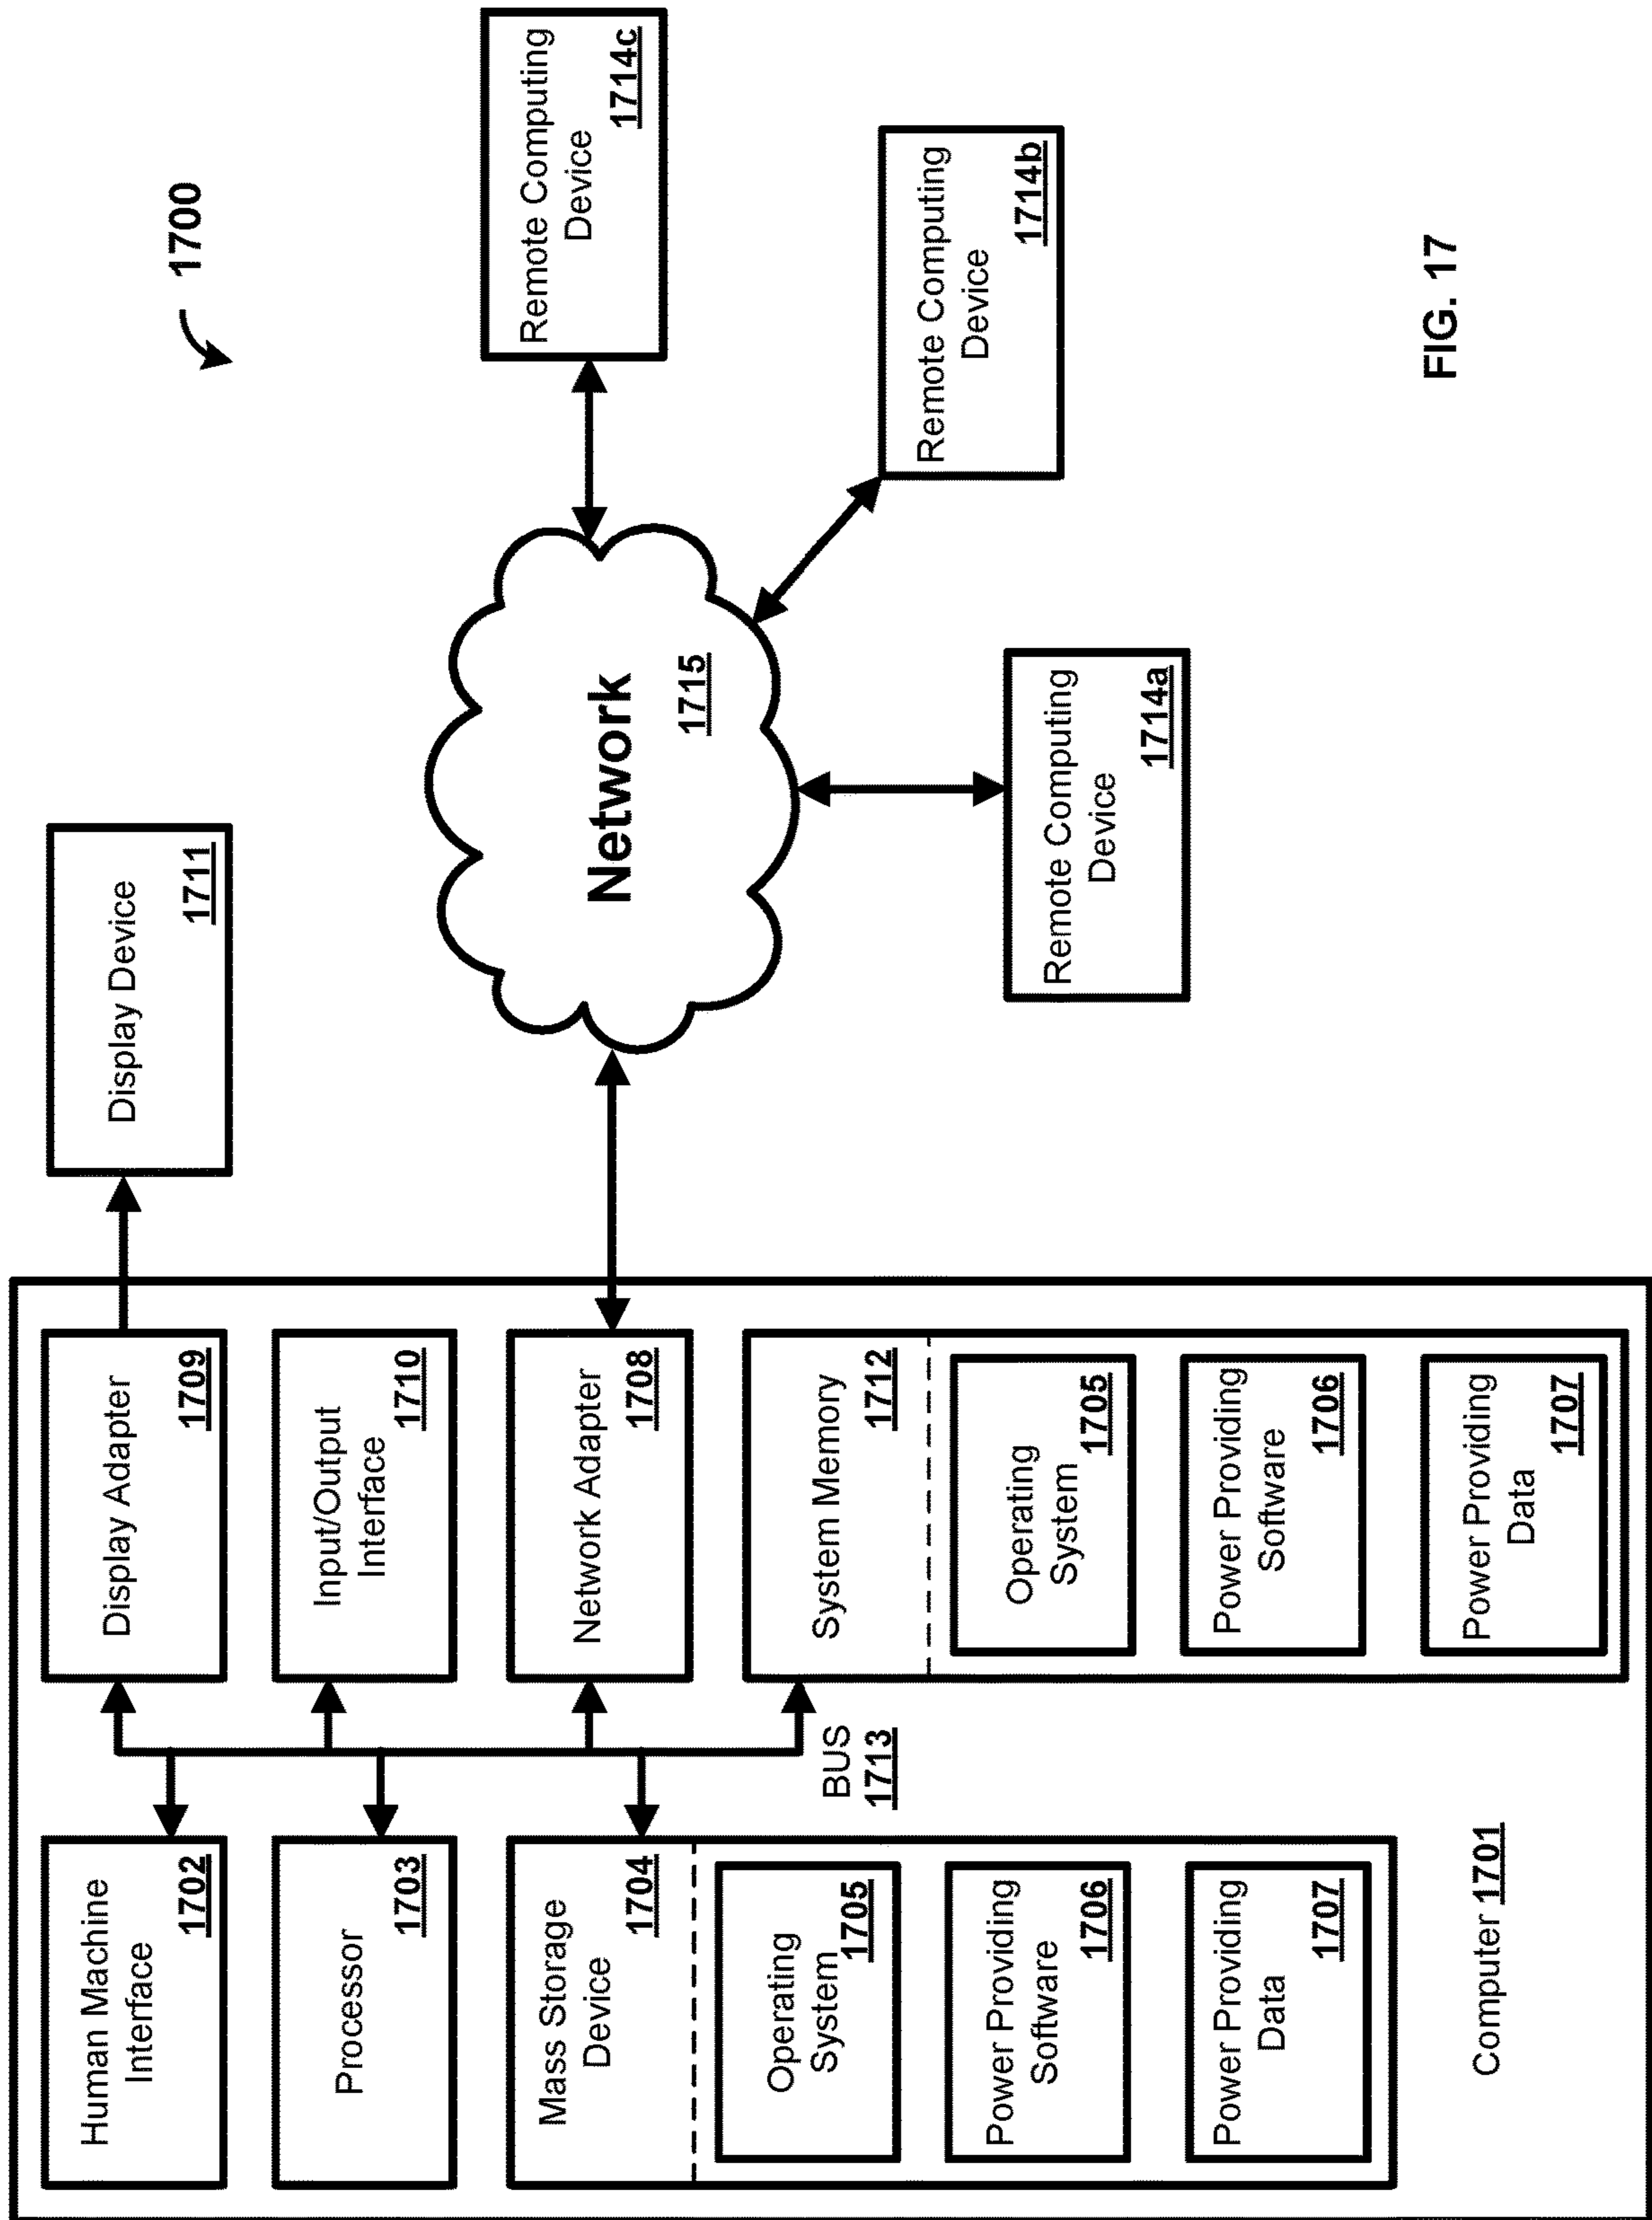 1700
Human Machine
Interface
1702
Processor
1703
Mass Storage
Device
1704
Operating
System
1705
Power Providing
Software
1706
Power Providing
Data
1707
Computer 1701
BUS
1713
Display Adapter
1709
Input/Output
Interface
1710
Network Adapter
1708
System Memory
1712
Operating
System
1705
Power Providing
Software
1706
Power Providing
Data
1707
Display Device
1711
Network
1715
Remote Computing
Device
1714a
Remote Computing
Device
1714b
Remote Computing
Device
1714c
FIG. 17